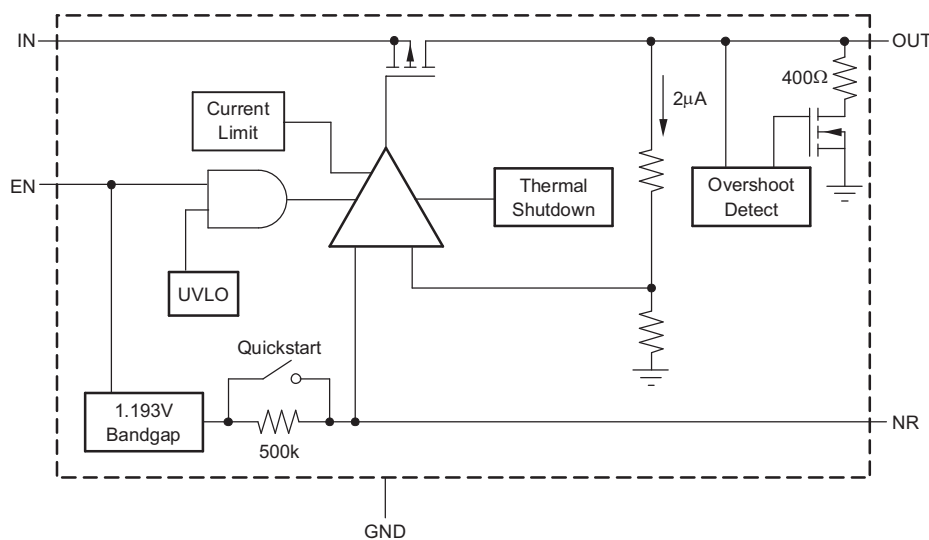 IN
OUT
400Ω
2μA
Current
Limit
EN
Thermal
Shutdown
Overshoot
Detect
UVLO
Quickstart
1.193V
Bandgap
500k
NR
GND